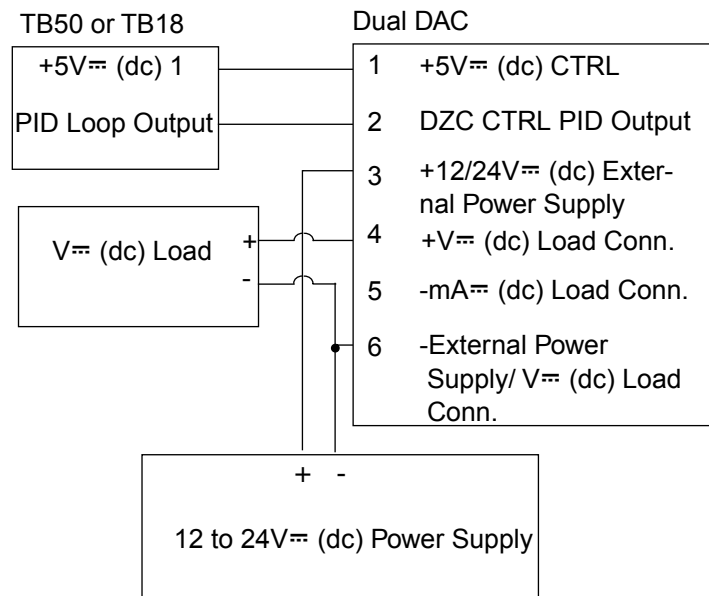 TB50 or TB18
+5V⎓ (dc) 1
PID Loop Output
Dual DAC
1 +5V⎓ (dc) CTRL
2 DZC CTRL PID Output
3 +12/24V⎓ (dc) Exter-
nal Power Supply
4 +V⎓ (dc) Load Conn.
5 -mA⎓ (dc) Load Conn.
6 -External Power
Supply/ V⎓ (dc) Load
Conn.
V⎓ (dc) Load
+
-
+ -
12 to 24V⎓ (dc) Power Supply